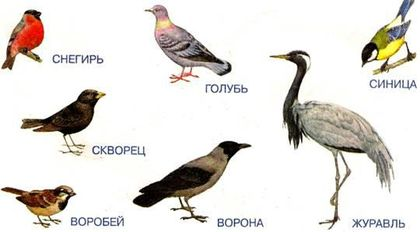 СНЕГИРЬ
ГОЛУБЬ
СИНИЦА
СКВОРЕЦ
ВОРОБЕЙ
ВОРОНА
ЖУРАВЛЬ